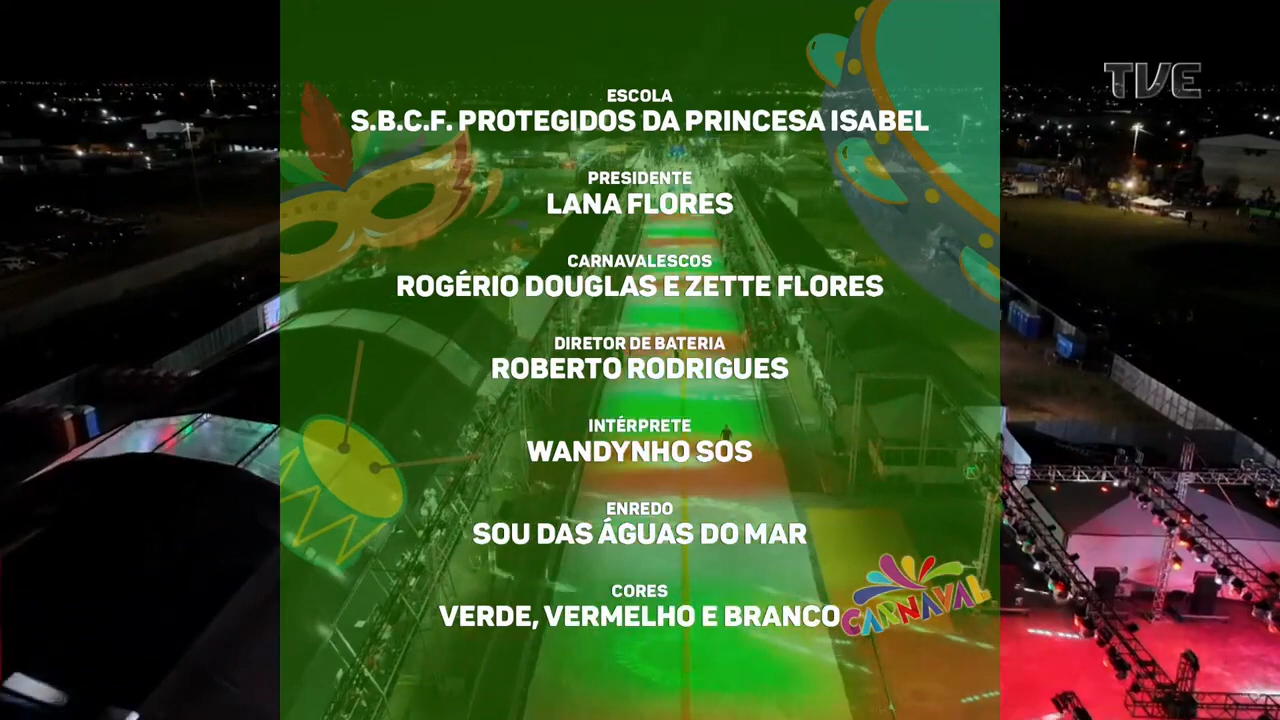 TVE
ESCOLA
S.B.C.F. PROTEGIDOS DA PRINCESA ISABEL
PRESIDENTE
LANA FLORES
CARNAVALESCOS
ROGÉRIO DOUGLAS E ZETTE FLORES
DIRETOR DE BATERIA
ROBERTO RODRIGUES
INTÉRPRETE
WANDYNHO SOS
ENREDO
SOU DAS ÁGUAS DO MAR
CORES
VERDE, VERMELHO E BRANCO
CARNAVAL